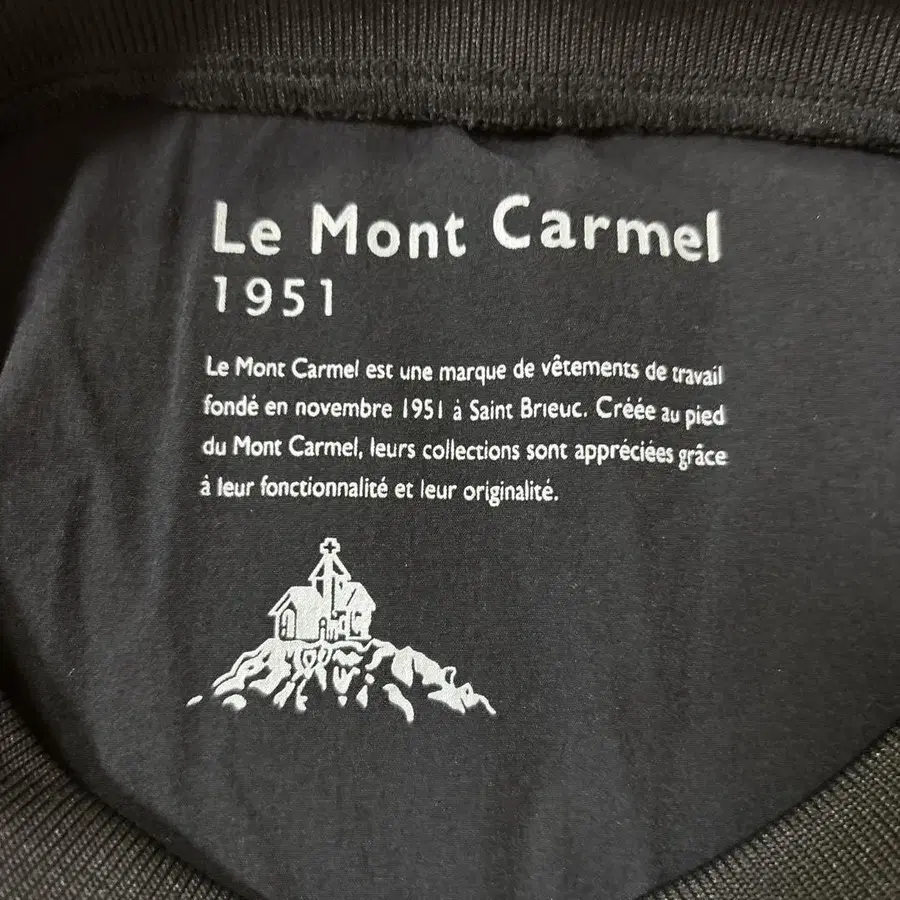 Le Mont Carmel
1951
Le Mont Carmel est une marque de vêtements de travail
fondé en novembre 1951 à Saint Brieuc. Créée au pied
du Mont Carmel, leurs collections sont appréciées grâce
à leur fonctionnalité et leur originalité.